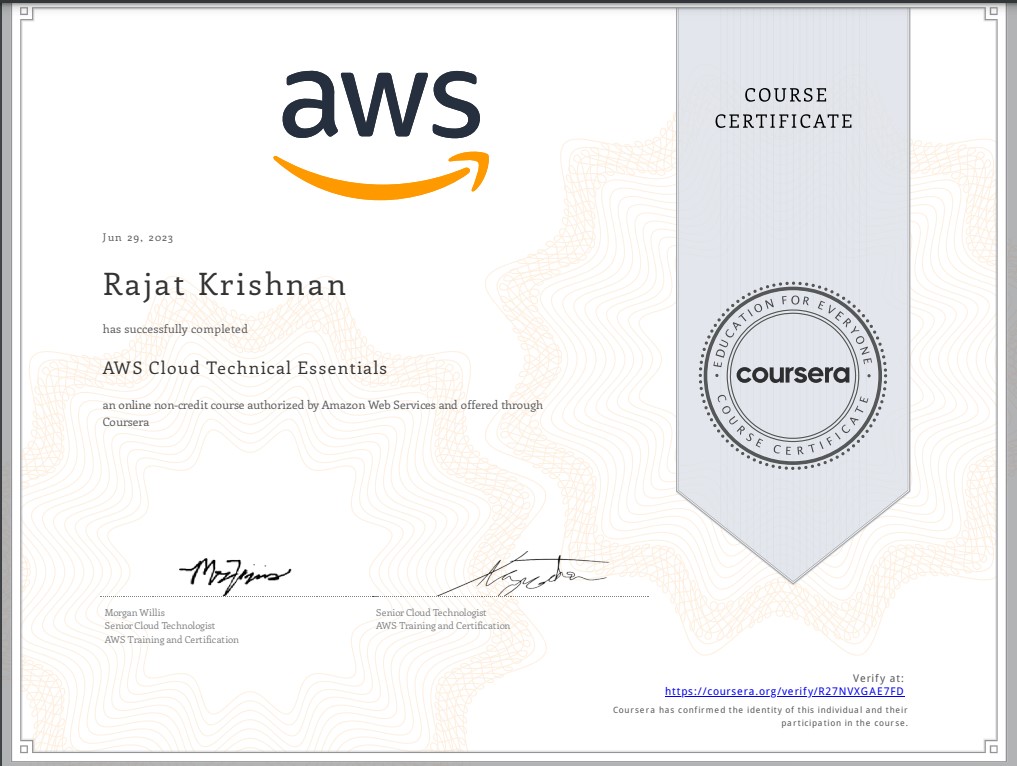 aws
COURSE
CERTIFICATE
Jun 29, 2023
Rajat Krishnan
has successfully completed
AWS Cloud Technical Essentials
an online non-credit course authorized by Amazon Web Services and offered through
Coursera
EDUCATION FOR EVERYONE
coursera
COURSE CERTIFICATE
Morgan Willis
Senior Cloud Technologist
AWS Training and Certification
Senior Cloud Technologist
AWS Training and Certification
Verify at:
https://coursera.org/verify/R27NVXGAE7FD
Coursera has confirmed the identity of this individual and their
participation in the course.